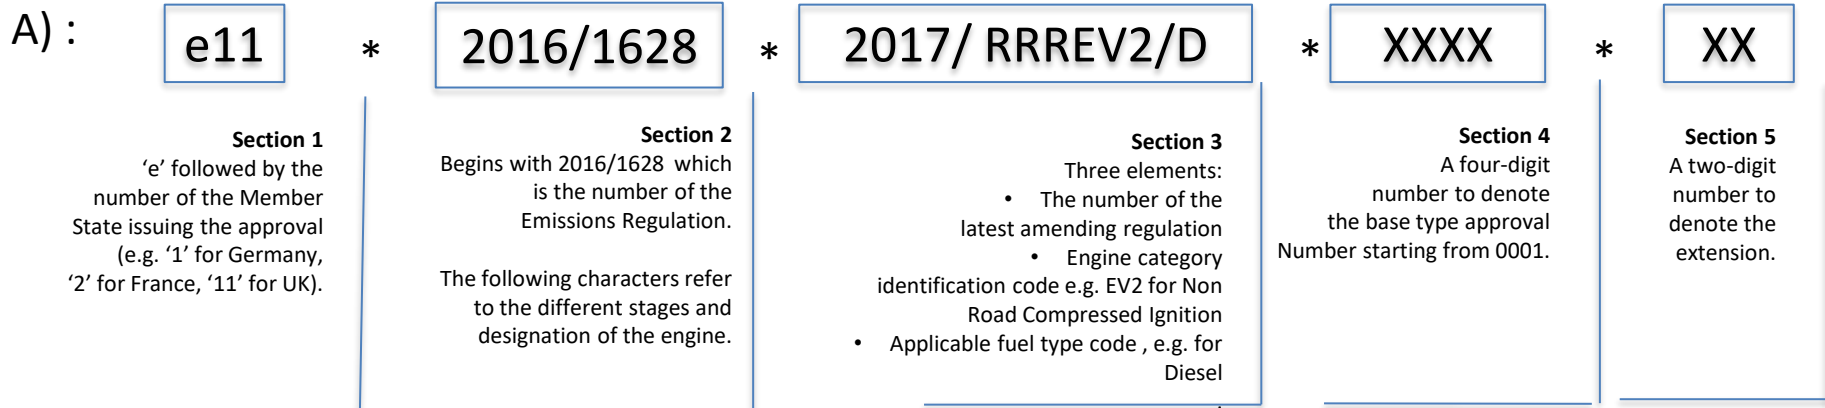 A) :
e11 * 2016/1628 * 2017/ RRREV2/D * XXXX * XX
Section 1
‘e’ followed by the
number of the Member
State issuing the approval
(e.g. ‘1’ for Germany,
‘2’ for France, ‘11’ for UK).
Section 2
Begins with 2016/1628 which
is the number of the
Emissions Regulation.
The following characters refer
to the different stages and
designation of the engine.
Section 3
Three elements:
• The number of the
latest amending regulation
• Engine category
identification code e.g. EV2 for Non
Road Compressed Ignition
• Applicable fuel type code , e.g. for
Diesel
Section 4
A four-digit
number to denote
the base type approval
Number starting from 0001.
Section 5
A two-digit
number to
denote the
extension.